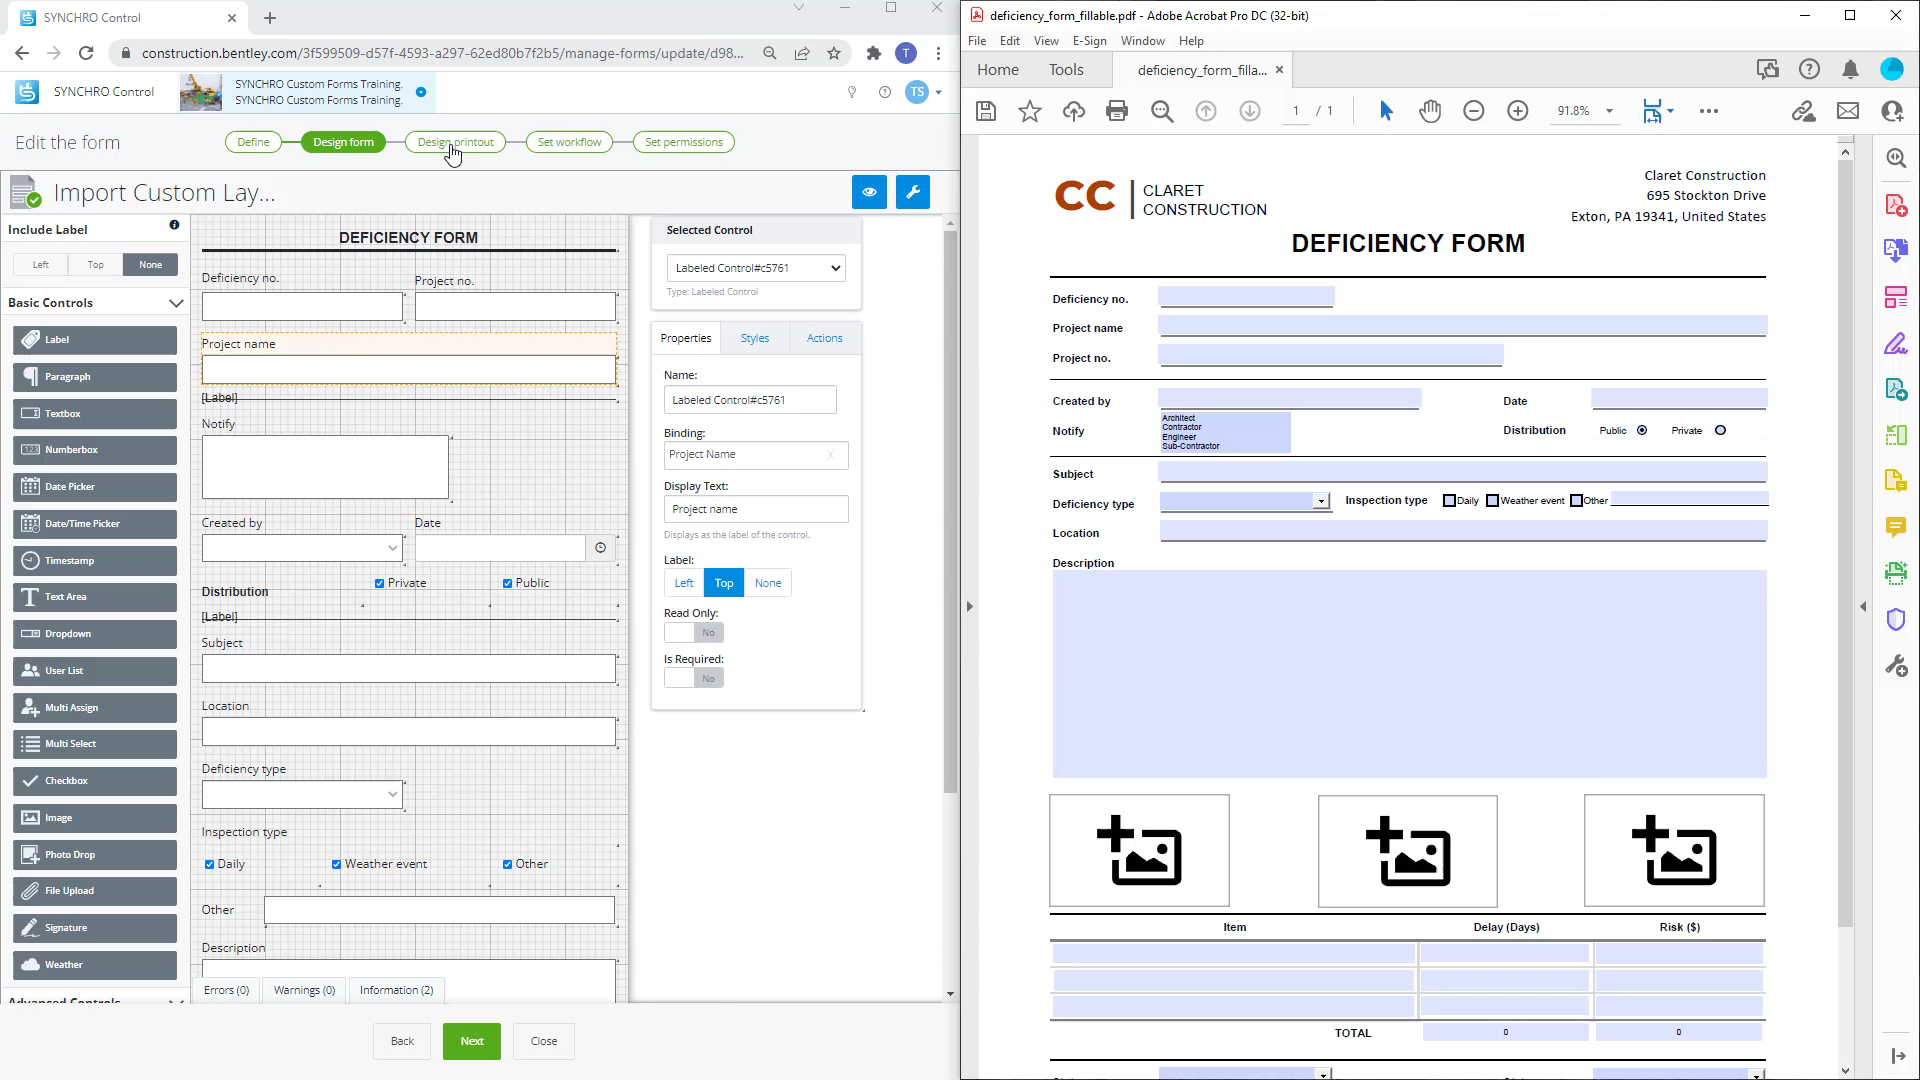 SYNCHRO Control
construction.bentley.com/3f599509-d57f-4593-a297-62ed80b7f2b5/manage-forms/update/d98...
T
SYNCHRO Control
SYNCHRO Custom Forms Training.
SYNCHRO Custom Forms Training.
TS
Edit the form
Define
Design form
Design printout
Set workflow
Set permissions
Import Custom Lay...
Include Label
Left
Top
None
Basic Controls
Label
Paragraph
Textbox
Numberbox
Date Picker
Date/Time Picker
Timestamp
Text Area
Dropdown
User List
Multi Assign
Multi Select
Checkbox
Image
Photo Drop
File Upload
Signature
Weather
Advanced Controls
DEFICIENCY FORM
Deficiency no.
Project no.
Project name
[Label]
Notify
Created by
Date
Distribution
Private
Public
[Label]
Subject
Location
Deficiency type
Inspection type
Daily
Weather event
Other
Other
Description
Errors (0)
Warnings (0)
Information (2)
Selected Control
Labeled Control#c5761
Type: Labeled Control
Properties
Styles
Actions
Name:
Labeled Control#c5761
Binding:
Project Name
X
Display Text:
Project name
Displays as the label of the control.
Label:
Left
Top
None
Read Only:
No
Is Required:
No
Back
Next
Close
deficiency_form_fillable.pdf - Adobe Acrobat Pro DC (32-bit)
File
Edit
View
E-Sign
Window
Help
Home
Tools
deficiency_form_filla...
1
/ 1
91.8%
CC
CLARET
CONSTRUCTION
Claret Construction
695 Stockton Drive
Exton, PA 19341, United States
DEFICIENCY FORM
Deficiency no.
Project name
Project no.
Created by
Date
Notify
Architect
Contractor
Engineer
Sub-Contractor
Distribution
Public
Private
Subject
Deficiency type
Inspection type
Daily
Weather event
Other
Location
Description
Item
Delay (Days)
Risk ($)
TOTAL
0
0